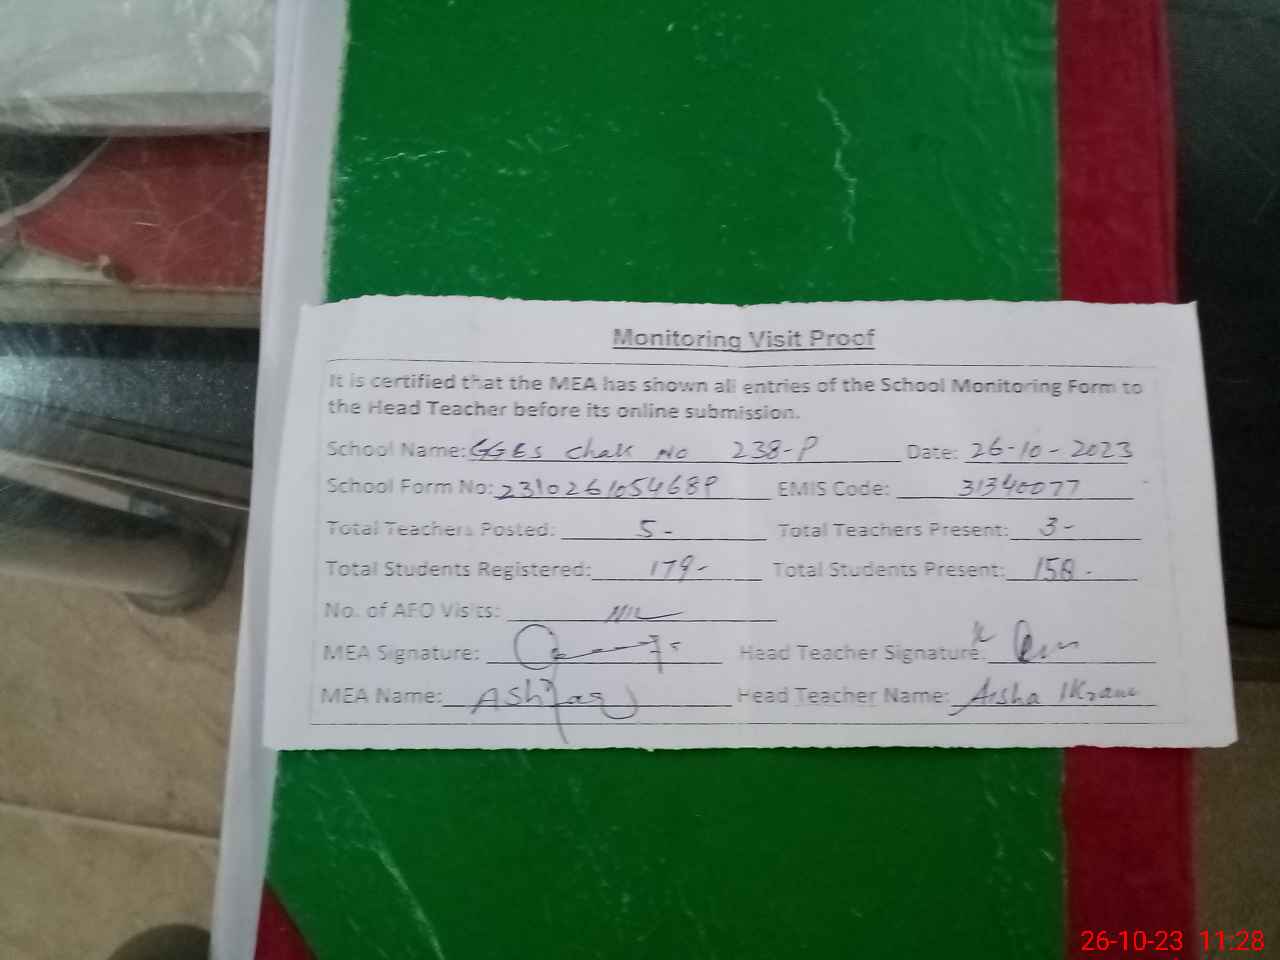 Monitoring Visit Proof
It is certified that the MEA has shown all entries of the School Monitoring Form to
the Head Teacher before its online submission.
School Name: GGES Chak No 238-P Date: 26-10-2023
School Form No: EMIS Code: 31340077
Total Teachers Posted: 5- Total Teachers Present: 3-
Total Students Registered: 179- Total Students Present: 158-
No. of AEO Visits: NIL
MEA Signature: Head Teacher Signature:
MEA Name: Ashfaq Head Teacher Name: Aisha Ikram
26-10-23 11:28